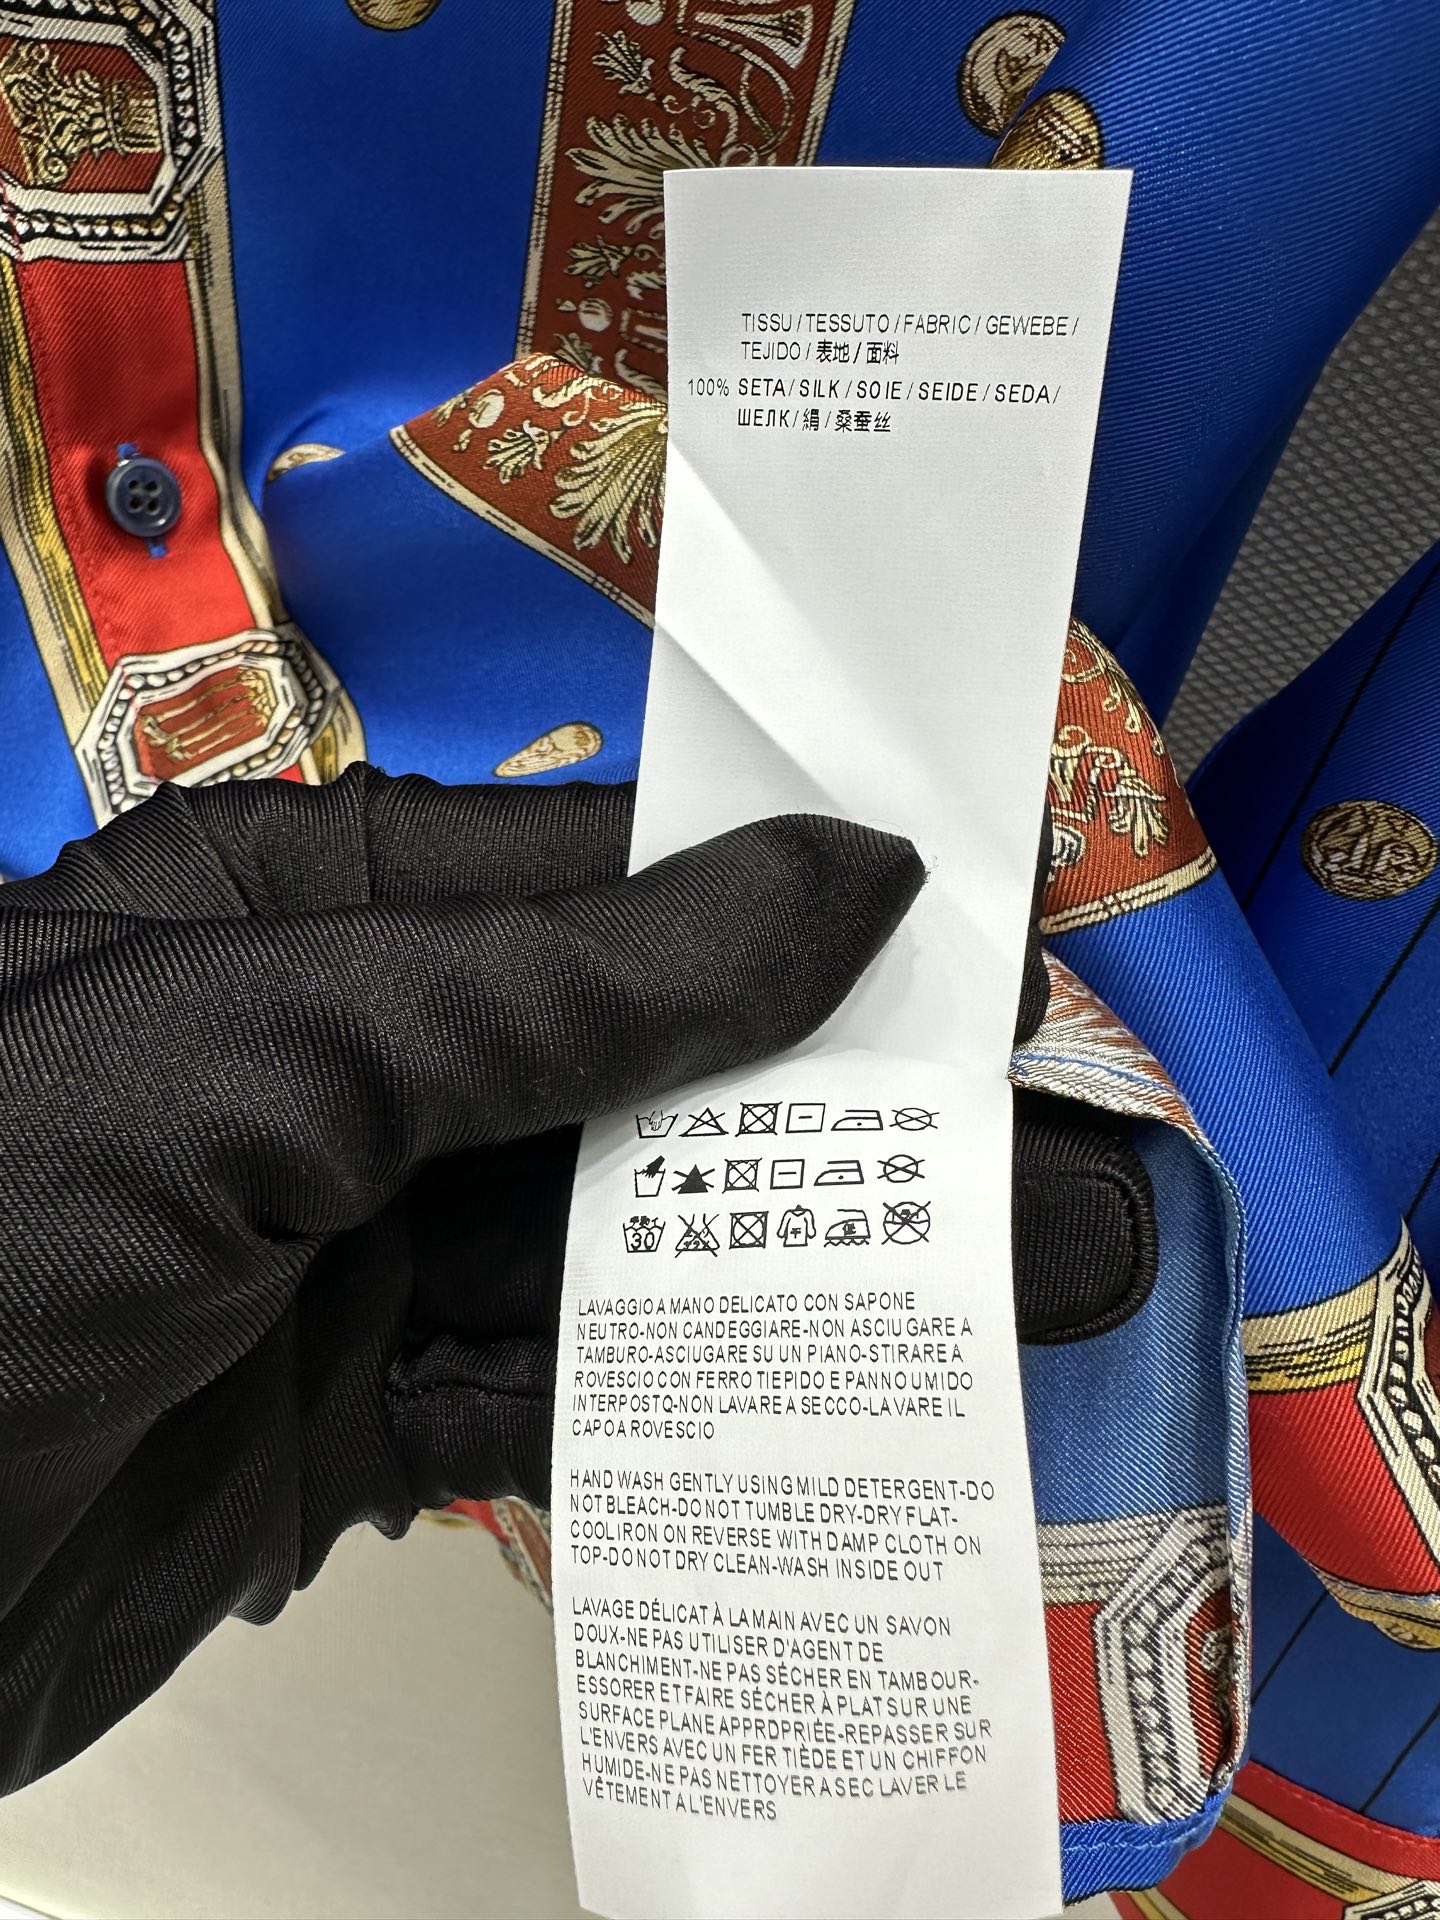 TISSU / TESSUTO / FABRIC / GEWEBE /
TEJIDO / 表地 / 面料
100% SETA / SILK / SOIE / SEIDE / SEDA /
ШЕЛК / 絹 / 桑蚕丝
30
低
LAVAGGIO A MANO DELICATO CON SAPONE
NEUTRO-NON CANDEGGIARE-NON ASCIUGARE A
TAMBURO-ASCIUGARE SU UN PIANO-STIRARE A
ROVESCIO CON FERRO TIEPIDO E PANNO UMIDO
INTERPOSTO-NON LAVARE A SECCO-LAVARE IL
CAPO A ROVESCIO
HAND WASH GENTLY USING MILD DETERGENT-DO
NOT BLEACH-DO NOT TUMBLE DRY-DRY FLAT-
COOL IRON ON REVERSE WITH DAMP CLOTH ON
TOP-DO NOT DRY CLEAN-WASH INSIDE OUT
LAVAGE DÉLICAT À LA MAIN AVEC UN SAVON
DOUX-NE PAS UTILISER D'AGENT DE
BLANCHIMENT-NE PAS SÉCHER EN TAMBOUR-
ESSORER ET FAIRE SÉCHER À PLAT SUR UNE
SURFACE PLANE APPRDPRIÉE-REPASSER SUR
L'ENVERS AVEC UN FER TIÈDE ET UN CHIFFON
HUMIDE-NE PAS NETTOYER A SEC LAVER LE
VÊTEMENT A L'ENVERS